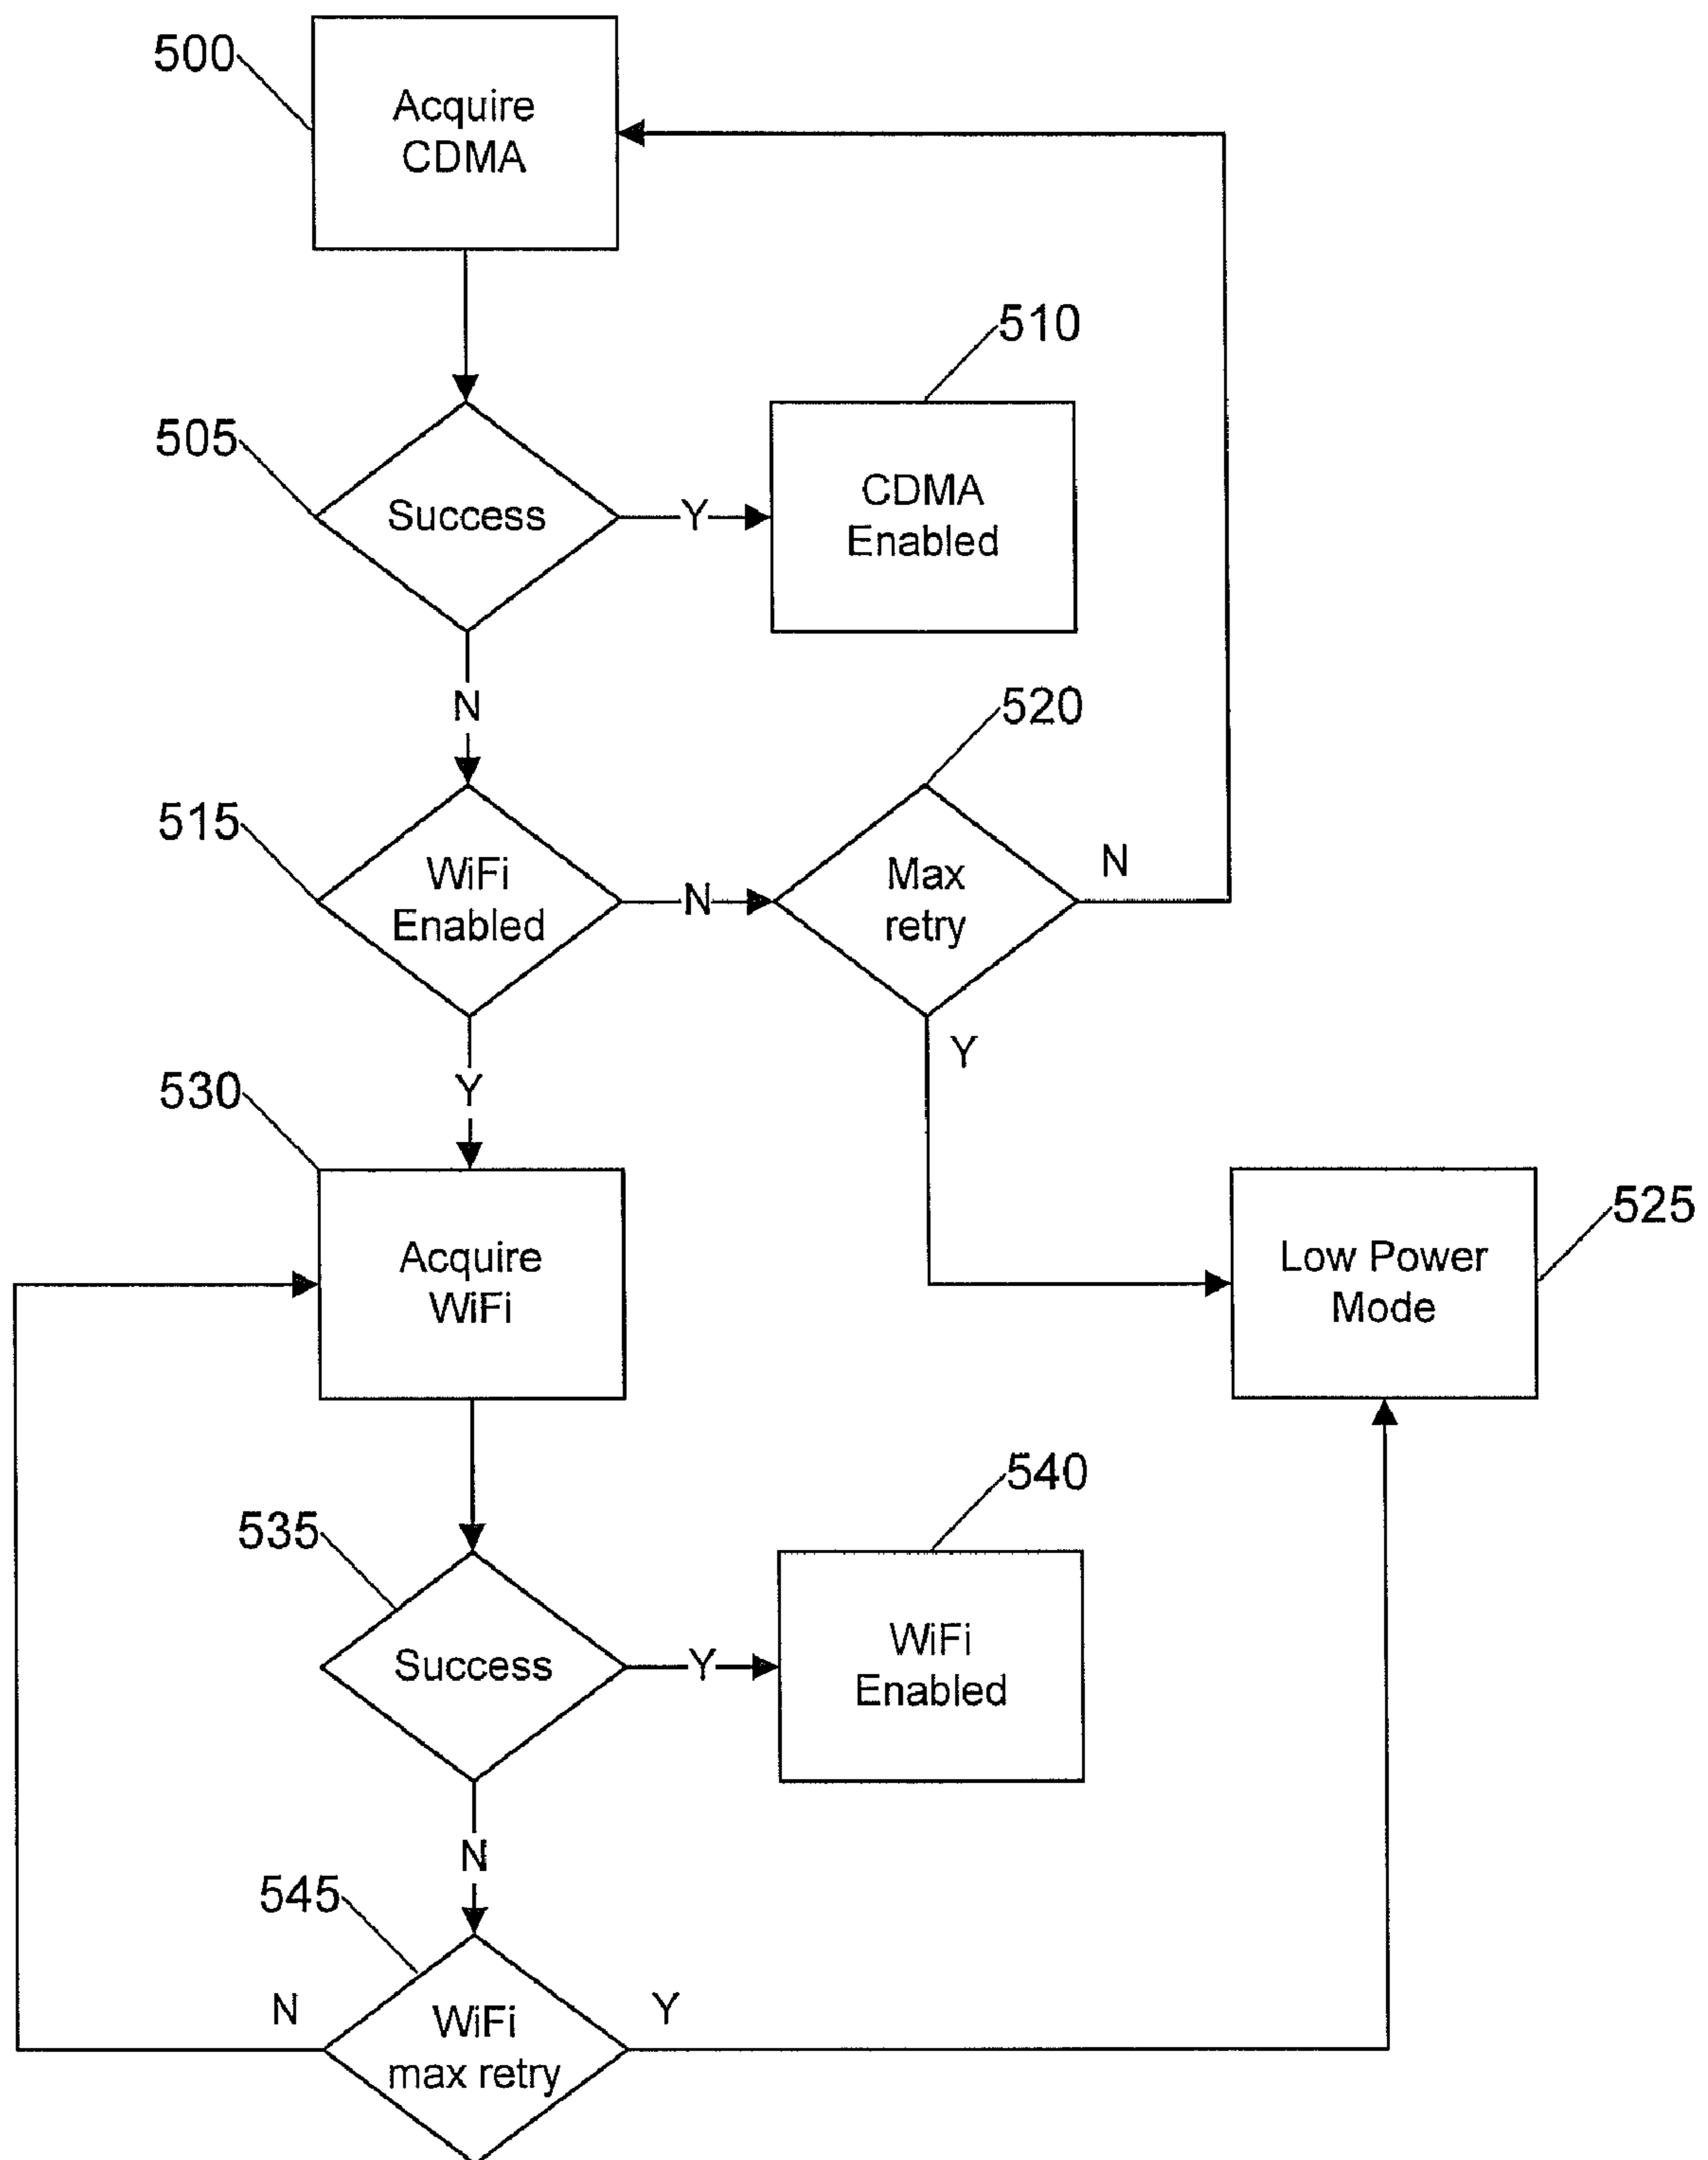 500
Acquire
CDMA
510
505
Success
Y
CDMA
Enabled
N
520
515
WiFi
Enabled
N
Max
retry
N
Y
Y
530
Acquire
WiFi
Low Power
Mode
525
540
535
Success
Y
WiFi
Enabled
N
545
N
WiFi
max retry
Y